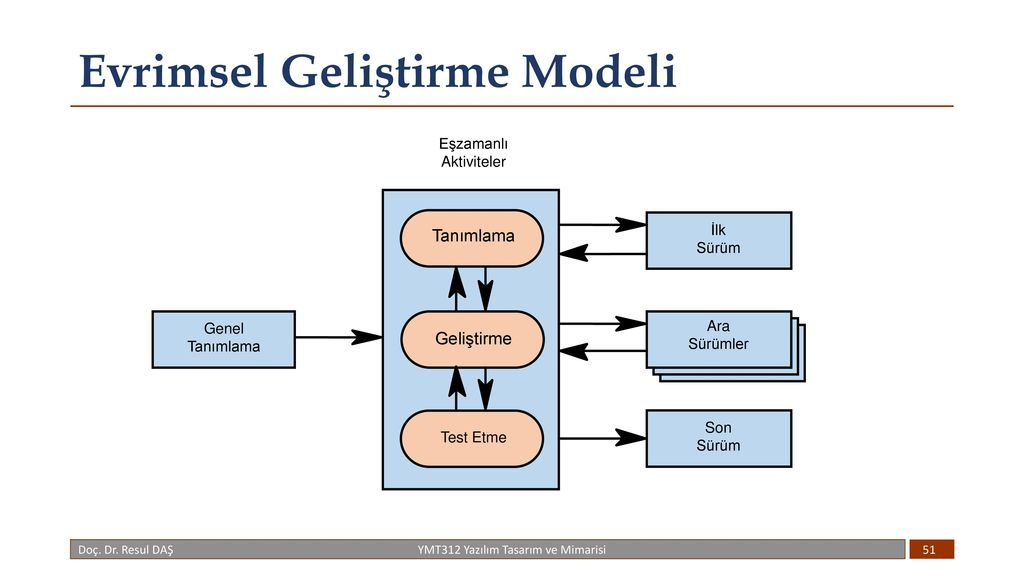 Evrimsel Geliştirme Modeli
Eşzamanlı
Aktiviteler
Genel
Tanımlama
Tanımlama
Geliştirme
Test Etme
İlk
Sürüm
Ara
Sürümler
Son
Sürüm
Doç. Dr. Resul DAŞ
YMT312 Yazılım Tasarım ve Mimarisi
51